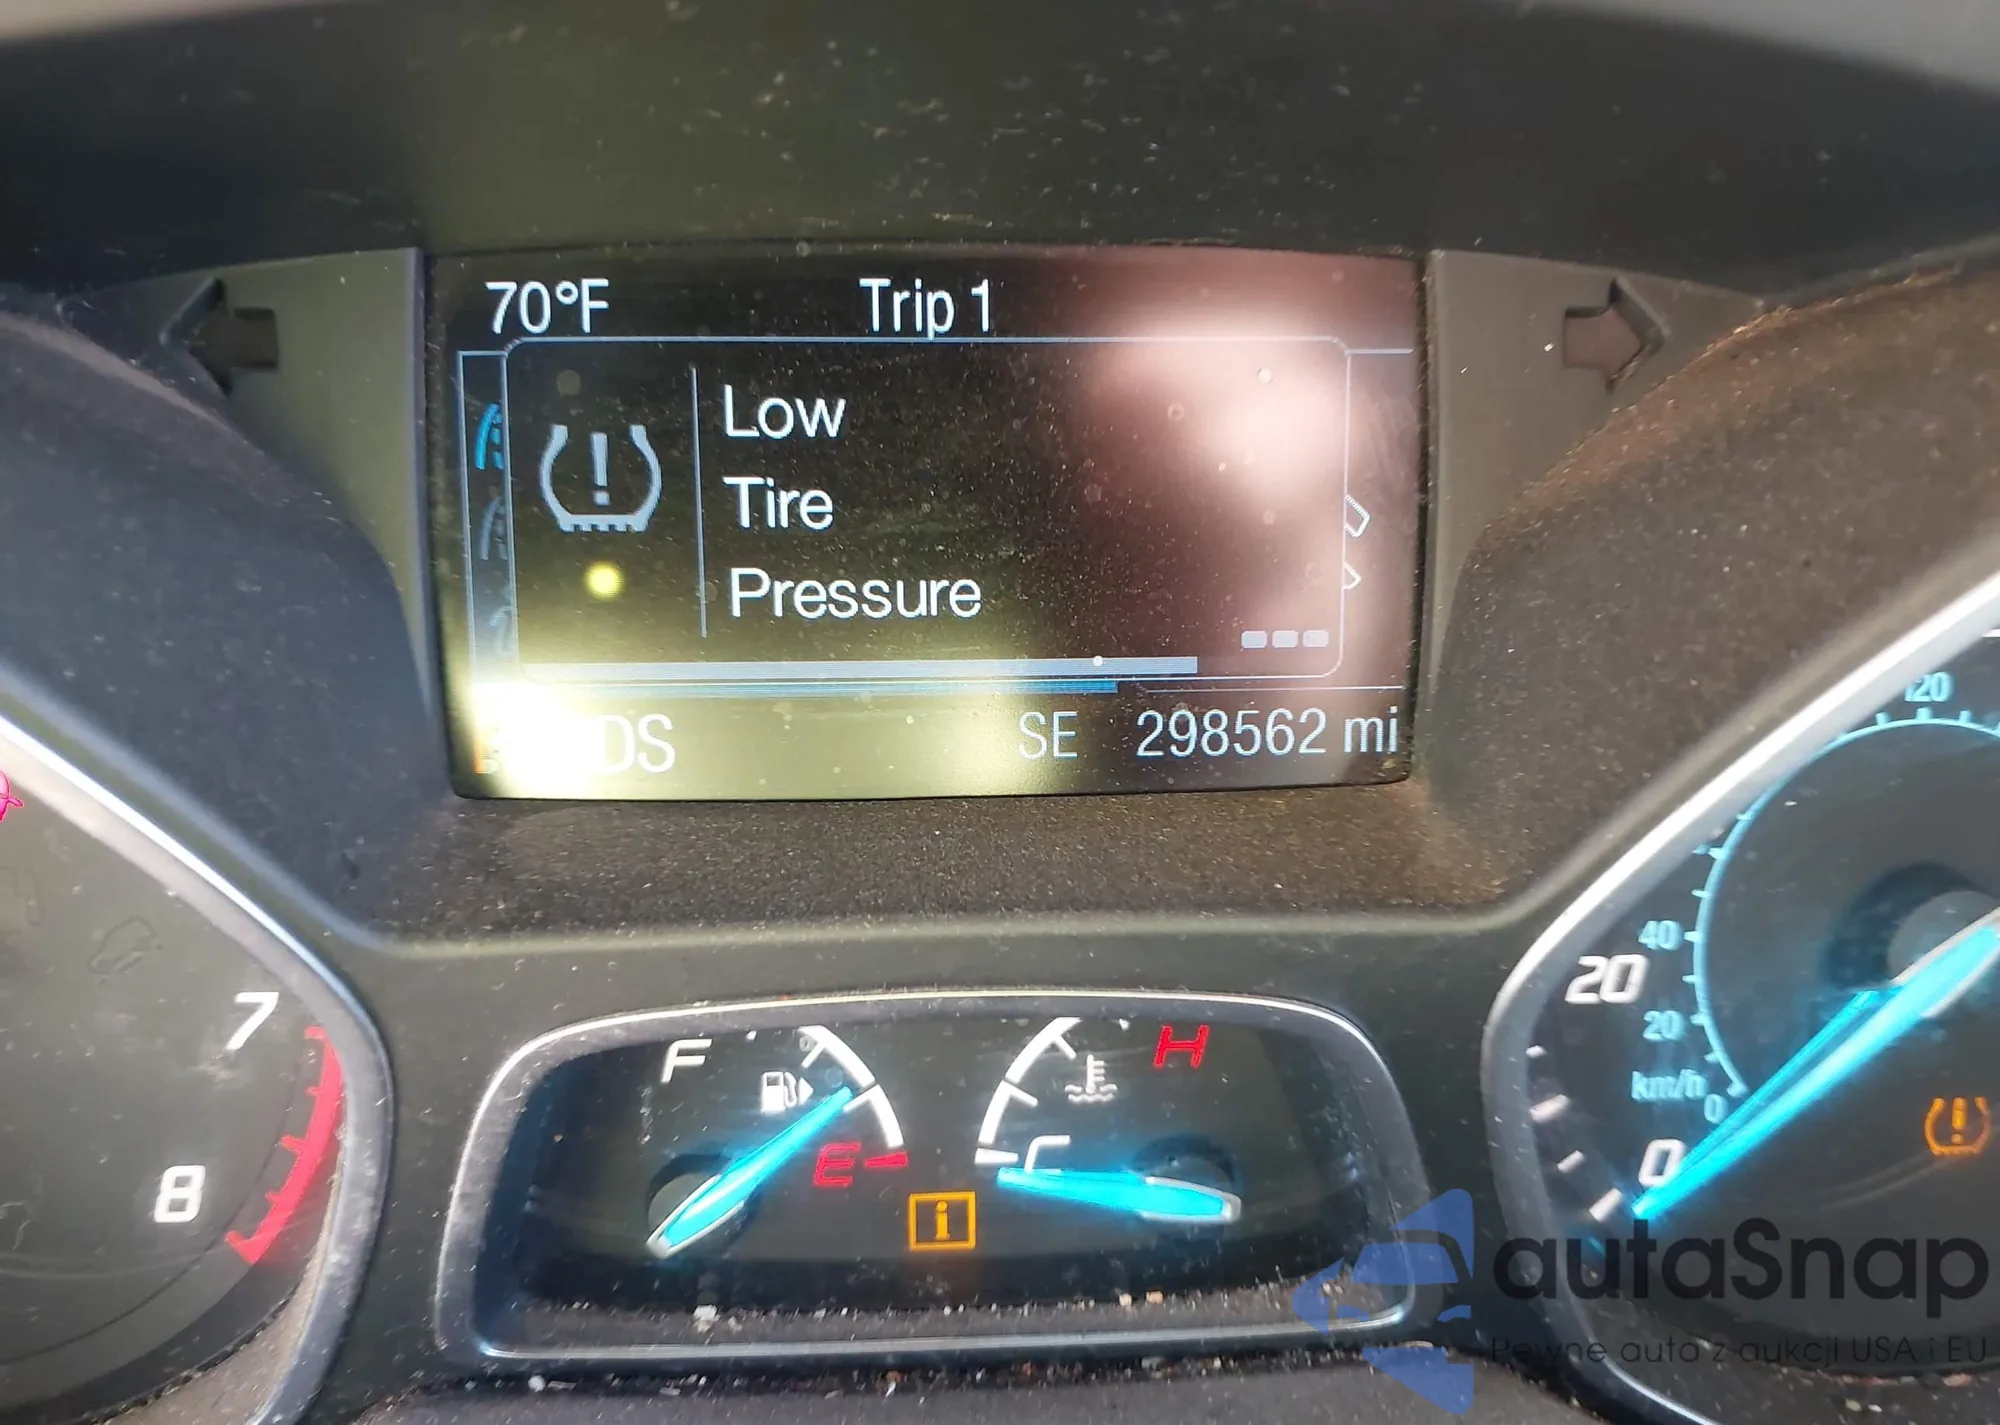 70°F Trip 1
Low
Tire
Pressure
SE 298562 mi
120
7
8
F
E
H
C
i
40
20
20
km/h
0
0
autaSnap
Pewne auta z aukcji USA i EU